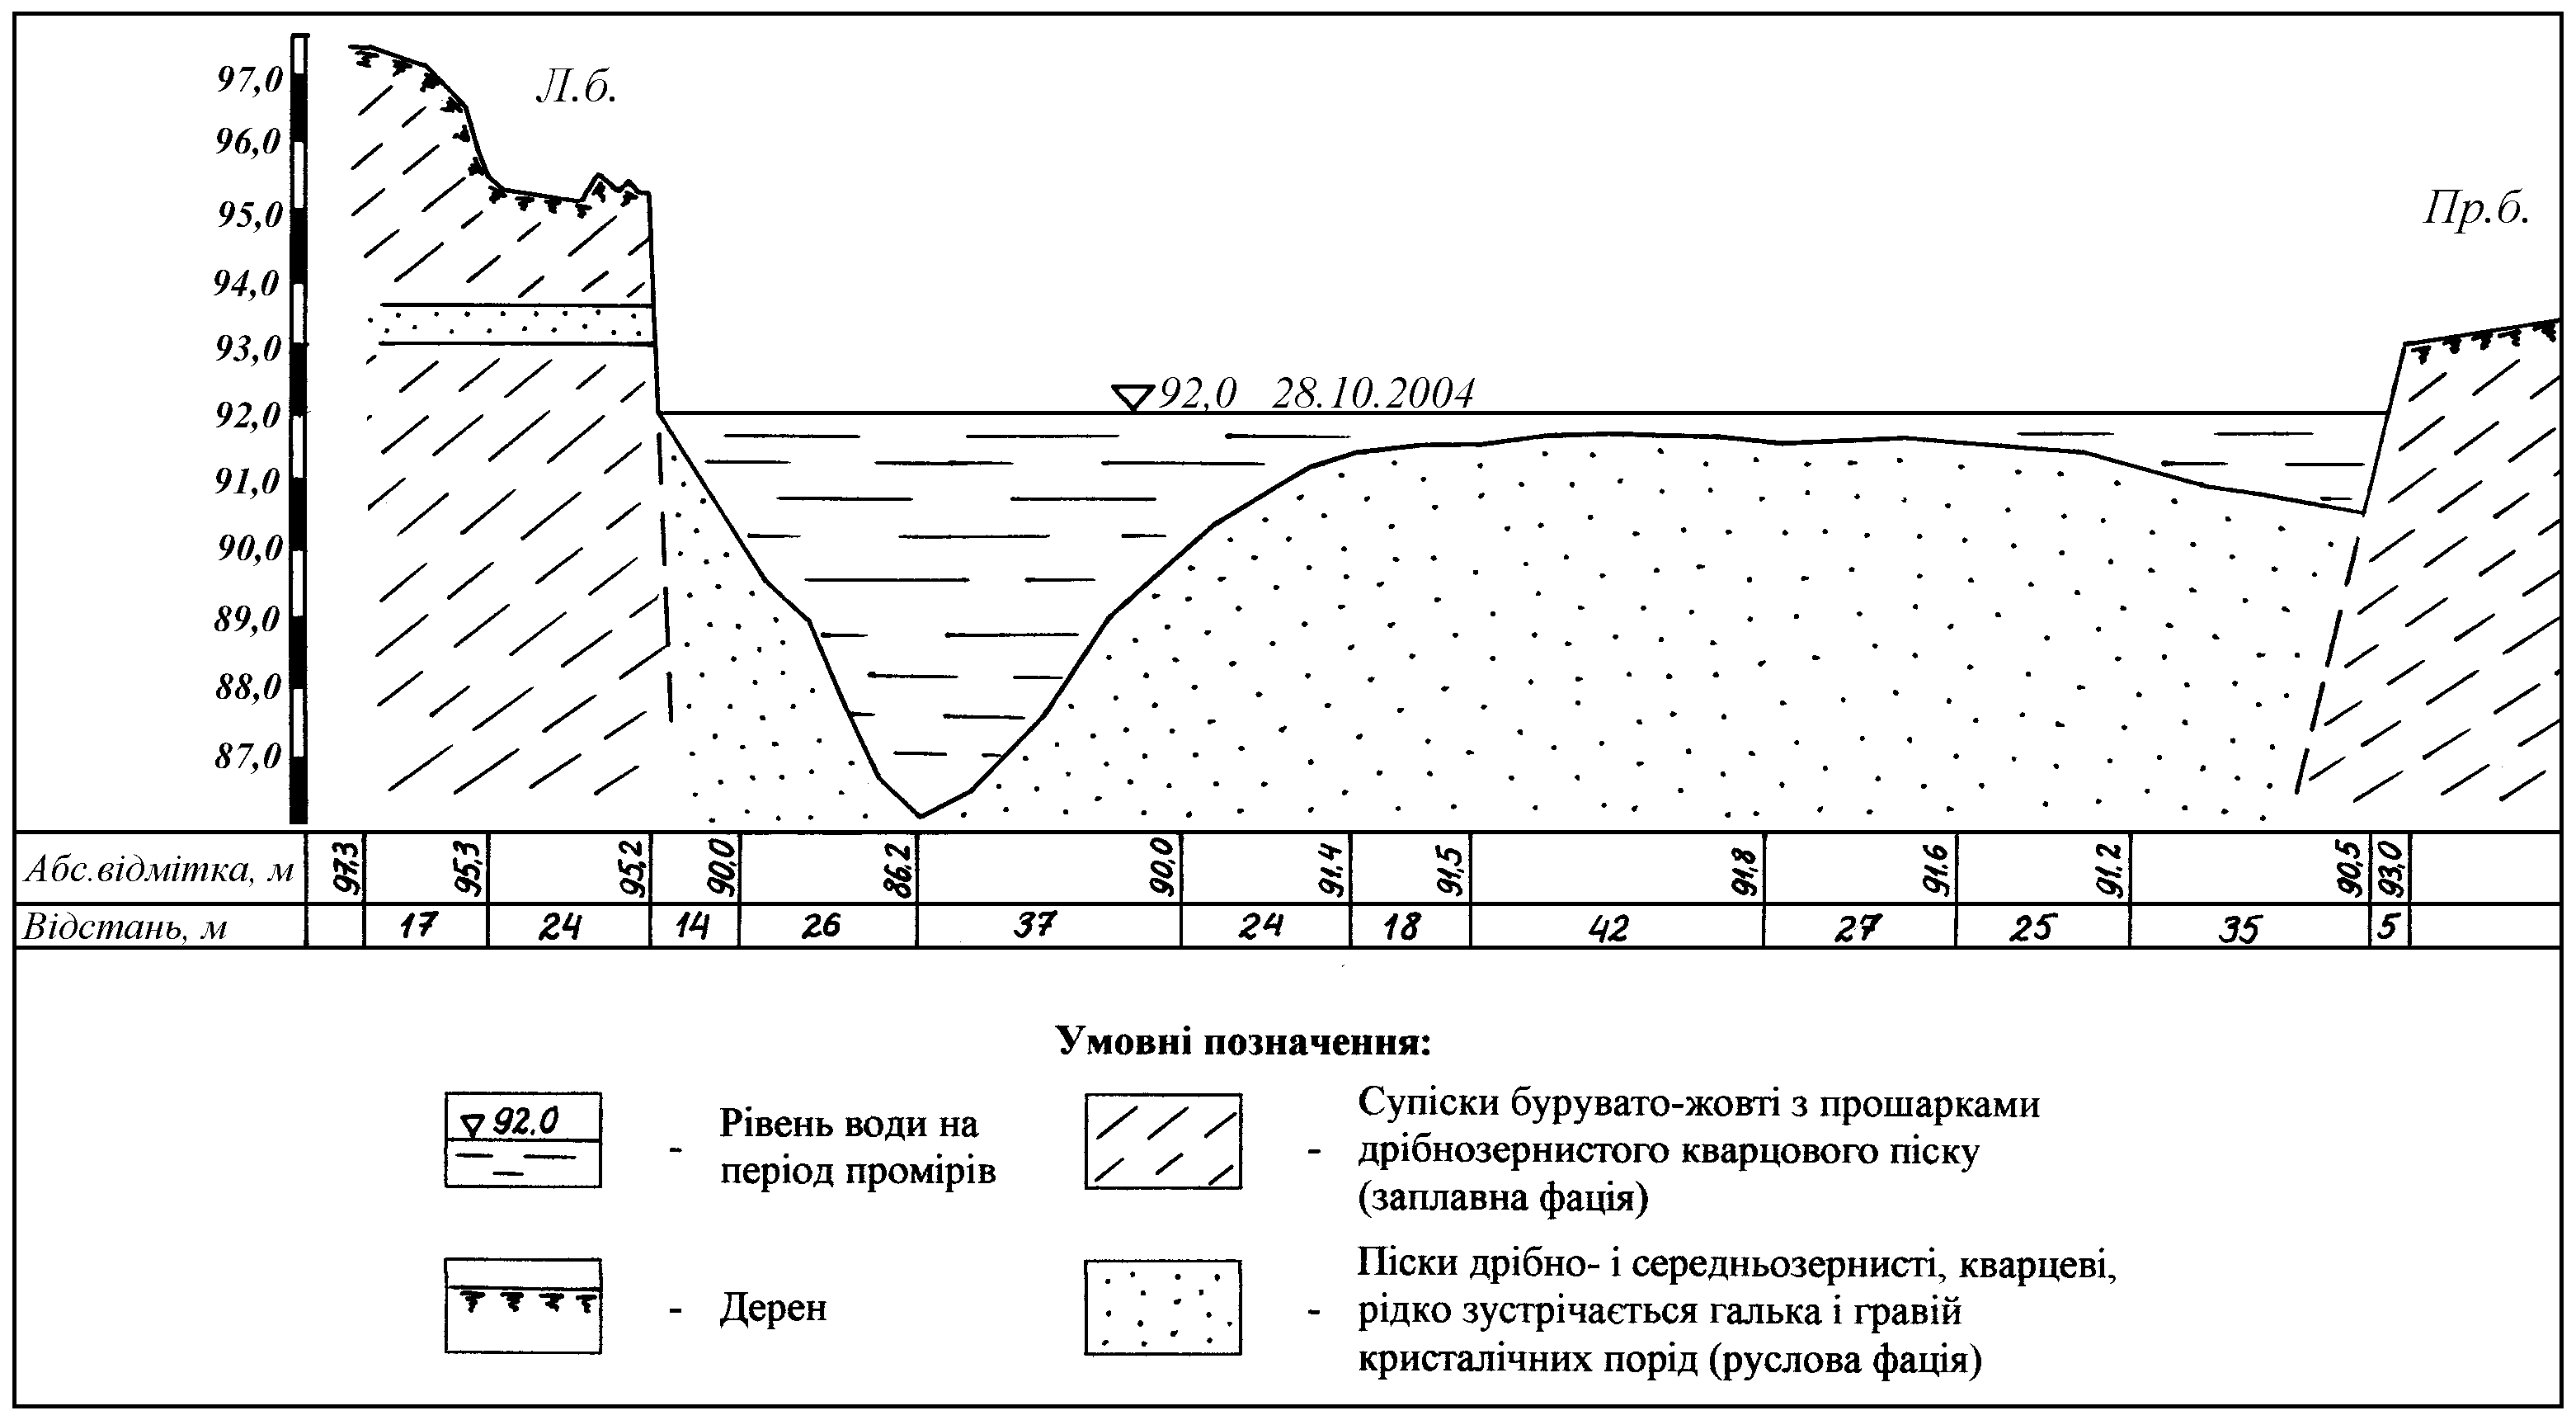 97,0
Л.б.
96,0
95,0
Пр.б.
94,0
93,0
92,0 28.10.2004
92,0
91,0
90,0
89,0
88,0
87,0
Абс.відмітка, м 97,3 95,3 95,2 90,0 86.2 90,0 91,4 91,5 91,8 91.6 91.2 90,5 93,0
Відстань, м 17 24 14 26 37 24 18 42 27 25 35 5
Умовні позначення:
92.0
- Рівень води на
період промірів
- Супіски бурувато-жовті з прошарками
дрібнозернистого кварцового піску
(заплавна фація)
- Дерен
- Піски дрібно- і середньозернисті, кварцеві,
рідко зустрічається галька і гравій
кристалічних порід (руслова фація)